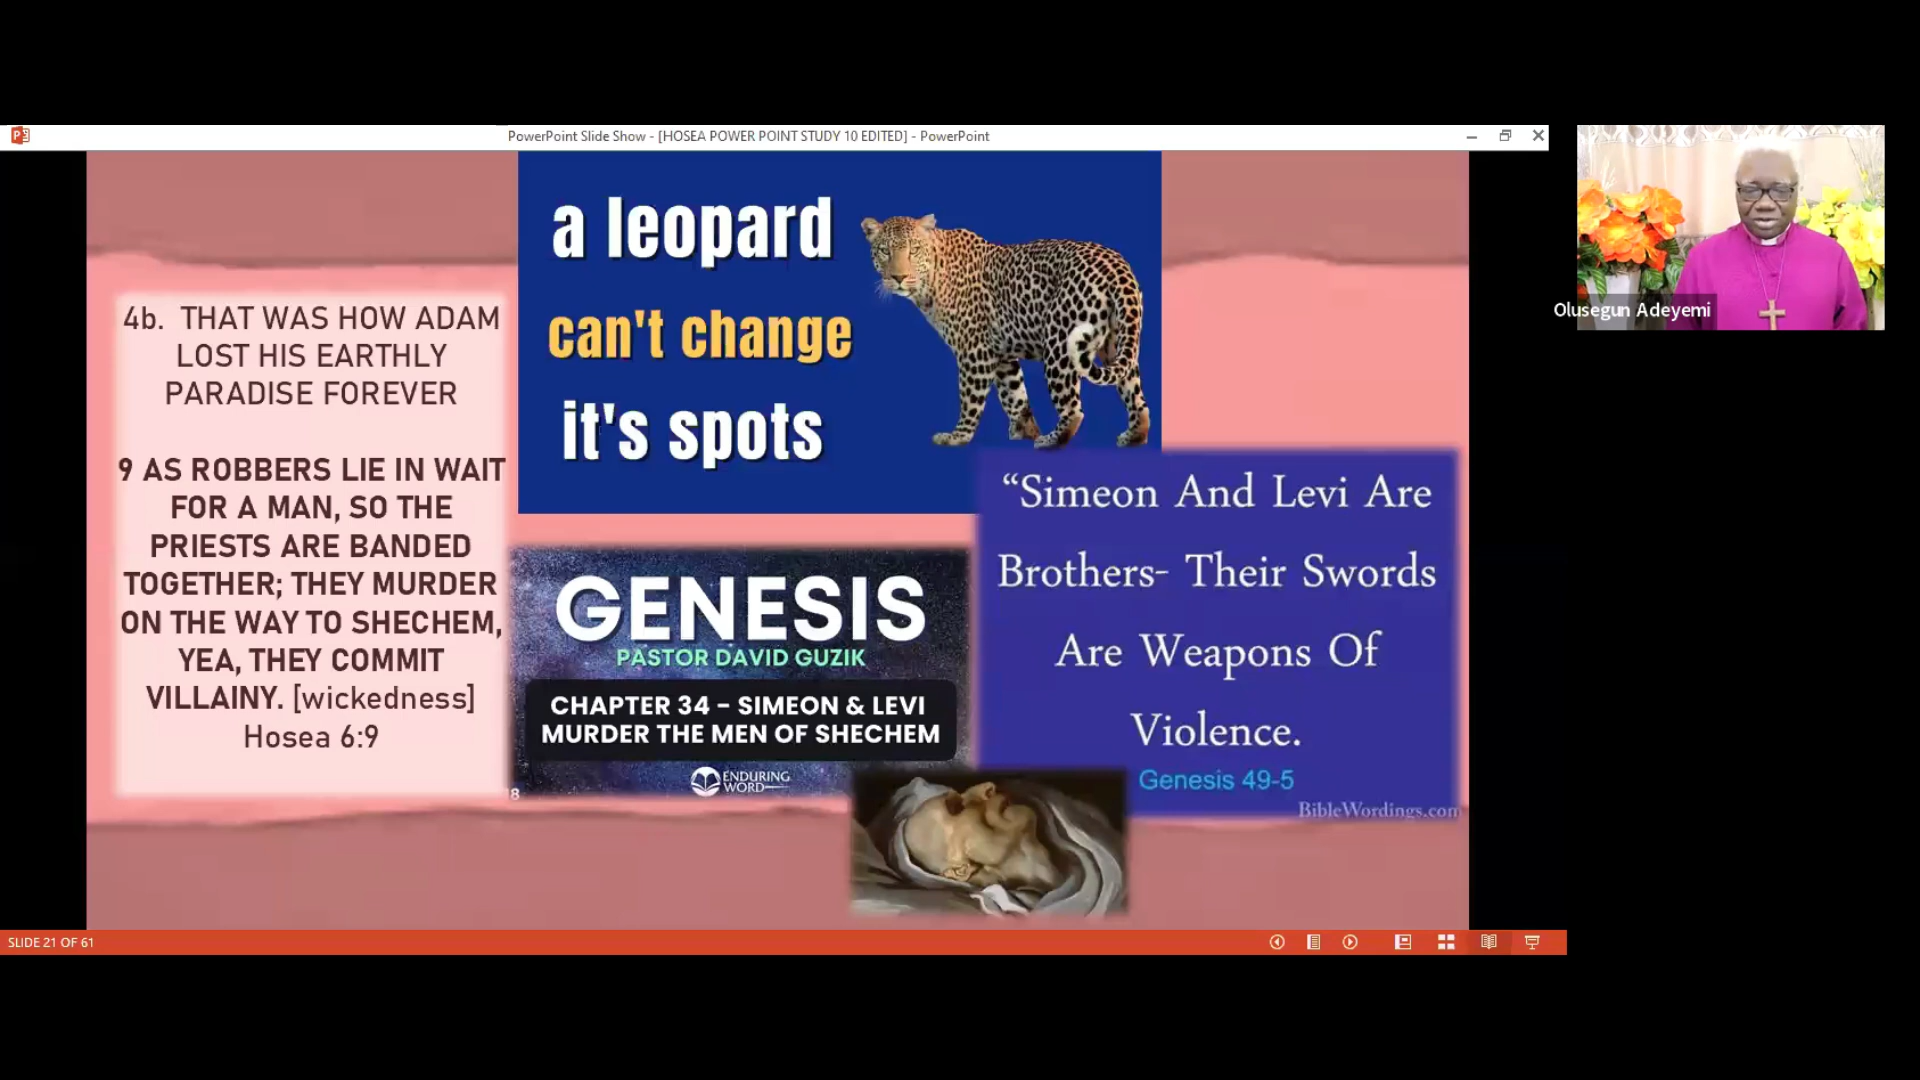 PowerPoint Slide Show - [HOSEA POWER POINT STUDY 10 EDITED] - PowerPoint
4b. THAT WAS HOW ADAM
LOST HIS EARTHLY
PARADISE FOREVER
9 AS ROBBERS LIE IN WAIT
FOR A MAN, SO THE
PRIESTS ARE BANDED
TOGETHER; THEY MURDER
ON THE WAY TO SHECHEM,
YEA, THEY COMMIT
VILLAINY. [wickedness]
Hosea 6:9
a leopard
can't change
it's spots
GENESIS
PASTOR DAVID GUZIK
CHAPTER 34 - SIMEON & LEVI
MURDER THE MEN OF SHECHEM
ENDURING
WORD
8
“Simeon And Levi Are
Brothers- Their Swords
Are Weapons Of
Violence.
Genesis 49-5
BibleWordings.com
Olusegun Adeyemi
SLIDE 21 OF 61